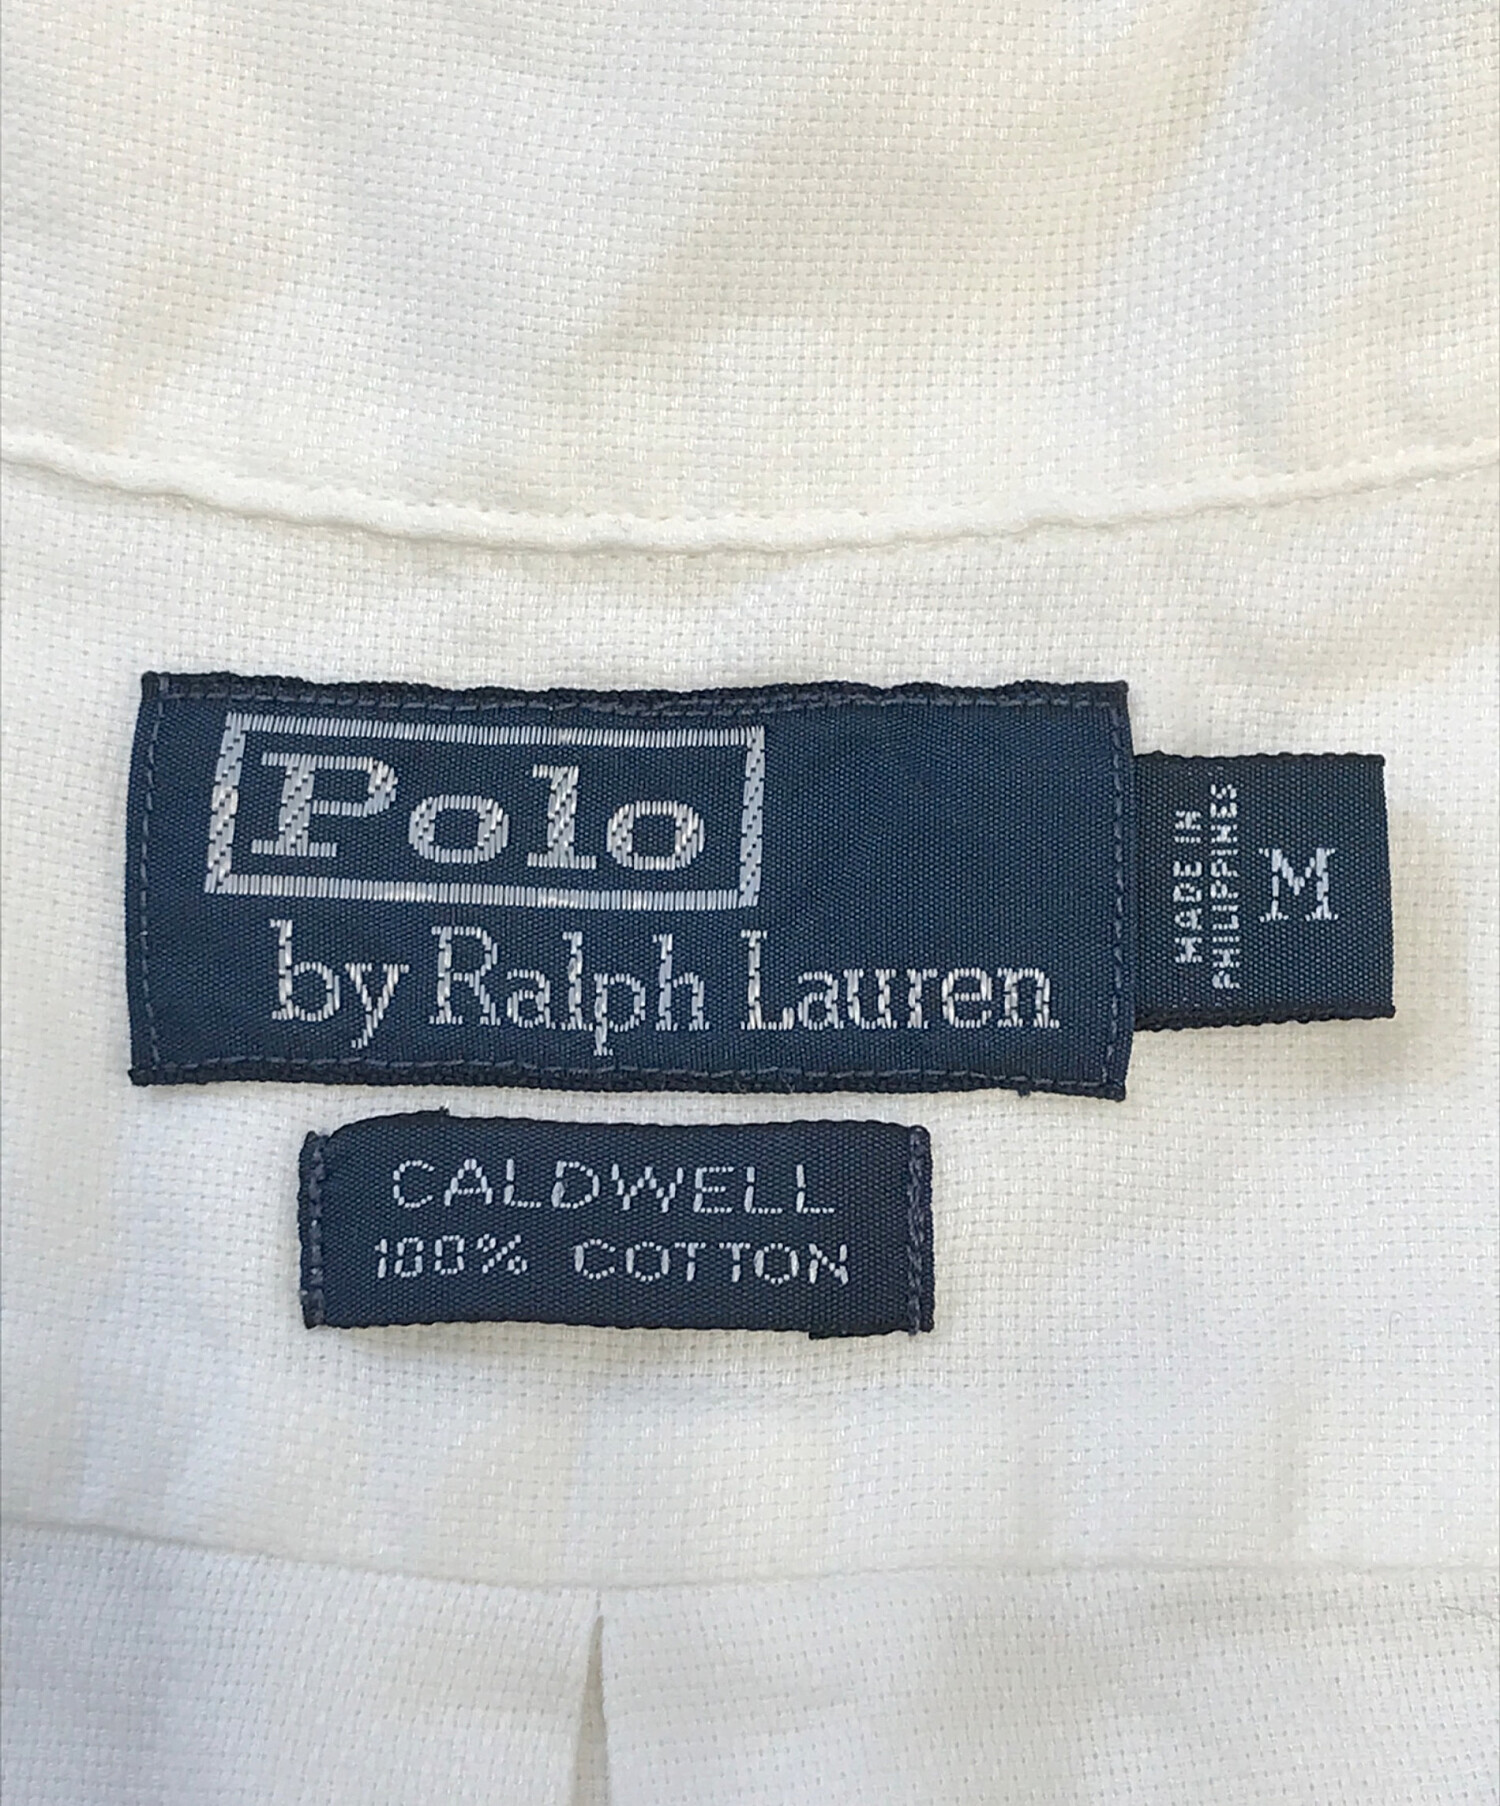 Polo
by Ralph Lauren
MADE IN
PHILIPPINES
M
CALDWELL
100% COTTON